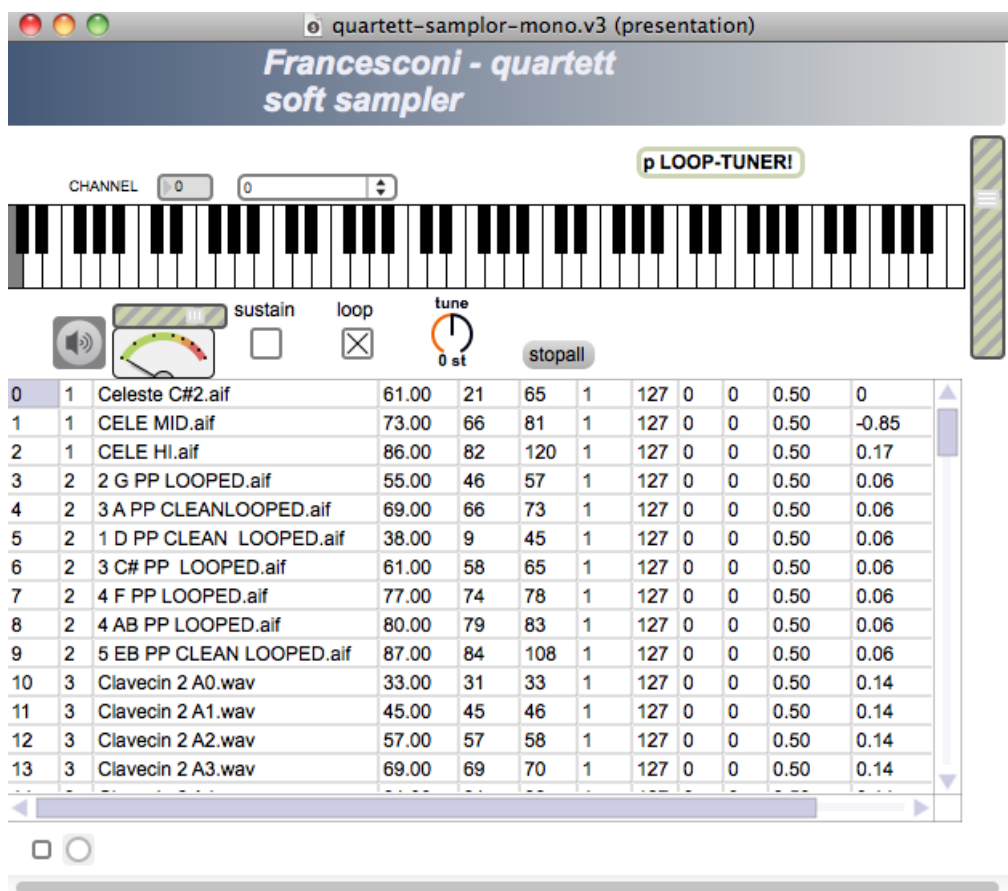 quartett-samplor-mono.v3 (presentation)
Francesconi - quartett
soft sampler
p LOOP-TUNER!
CHANNEL 0 0
sustain loop tune
0 st stopall
0 1 Celeste C#2.aif 61.00 21 65 1 127 0 0 0.50 0
1 1 CELE MID.aif 73.00 66 81 1 127 0 0 0.50 -0.85
2 1 CELE HI.aif 86.00 82 120 1 127 0 0 0.50 0.17
3 2 2 G PP LOOPED.aif 55.00 46 57 1 127 0 0 0.50 0.06
4 2 3 A PP CLEANLOOPED.aif 69.00 66 73 1 127 0 0 0.50 0.06
5 2 1 D PP CLEAN  LOOPED.aif 38.00 9 45 1 127 0 0 0.50 0.06
6 2 3 C# PP  LOOPED.aif 61.00 58 65 1 127 0 0 0.50 0.06
7 2 4 F PP LOOPED.aif 77.00 74 78 1 127 0 0 0.50 0.06
8 2 4 AB PP LOOPED.aif 80.00 79 83 1 127 0 0 0.50 0.06
9 2 5 EB PP CLEAN LOOPED.aif 87.00 84 108 1 127 0 0 0.50 0.06
10 3 Clavecin 2 A0.wav 33.00 31 33 1 127 0 0 0.50 0.14
11 3 Clavecin 2 A1.wav 45.00 45 46 1 127 0 0 0.50 0.14
12 3 Clavecin 2 A2.wav 57.00 57 58 1 127 0 0 0.50 0.14
13 3 Clavecin 2 A3.wav 69.00 69 70 1 127 0 0 0.50 0.14